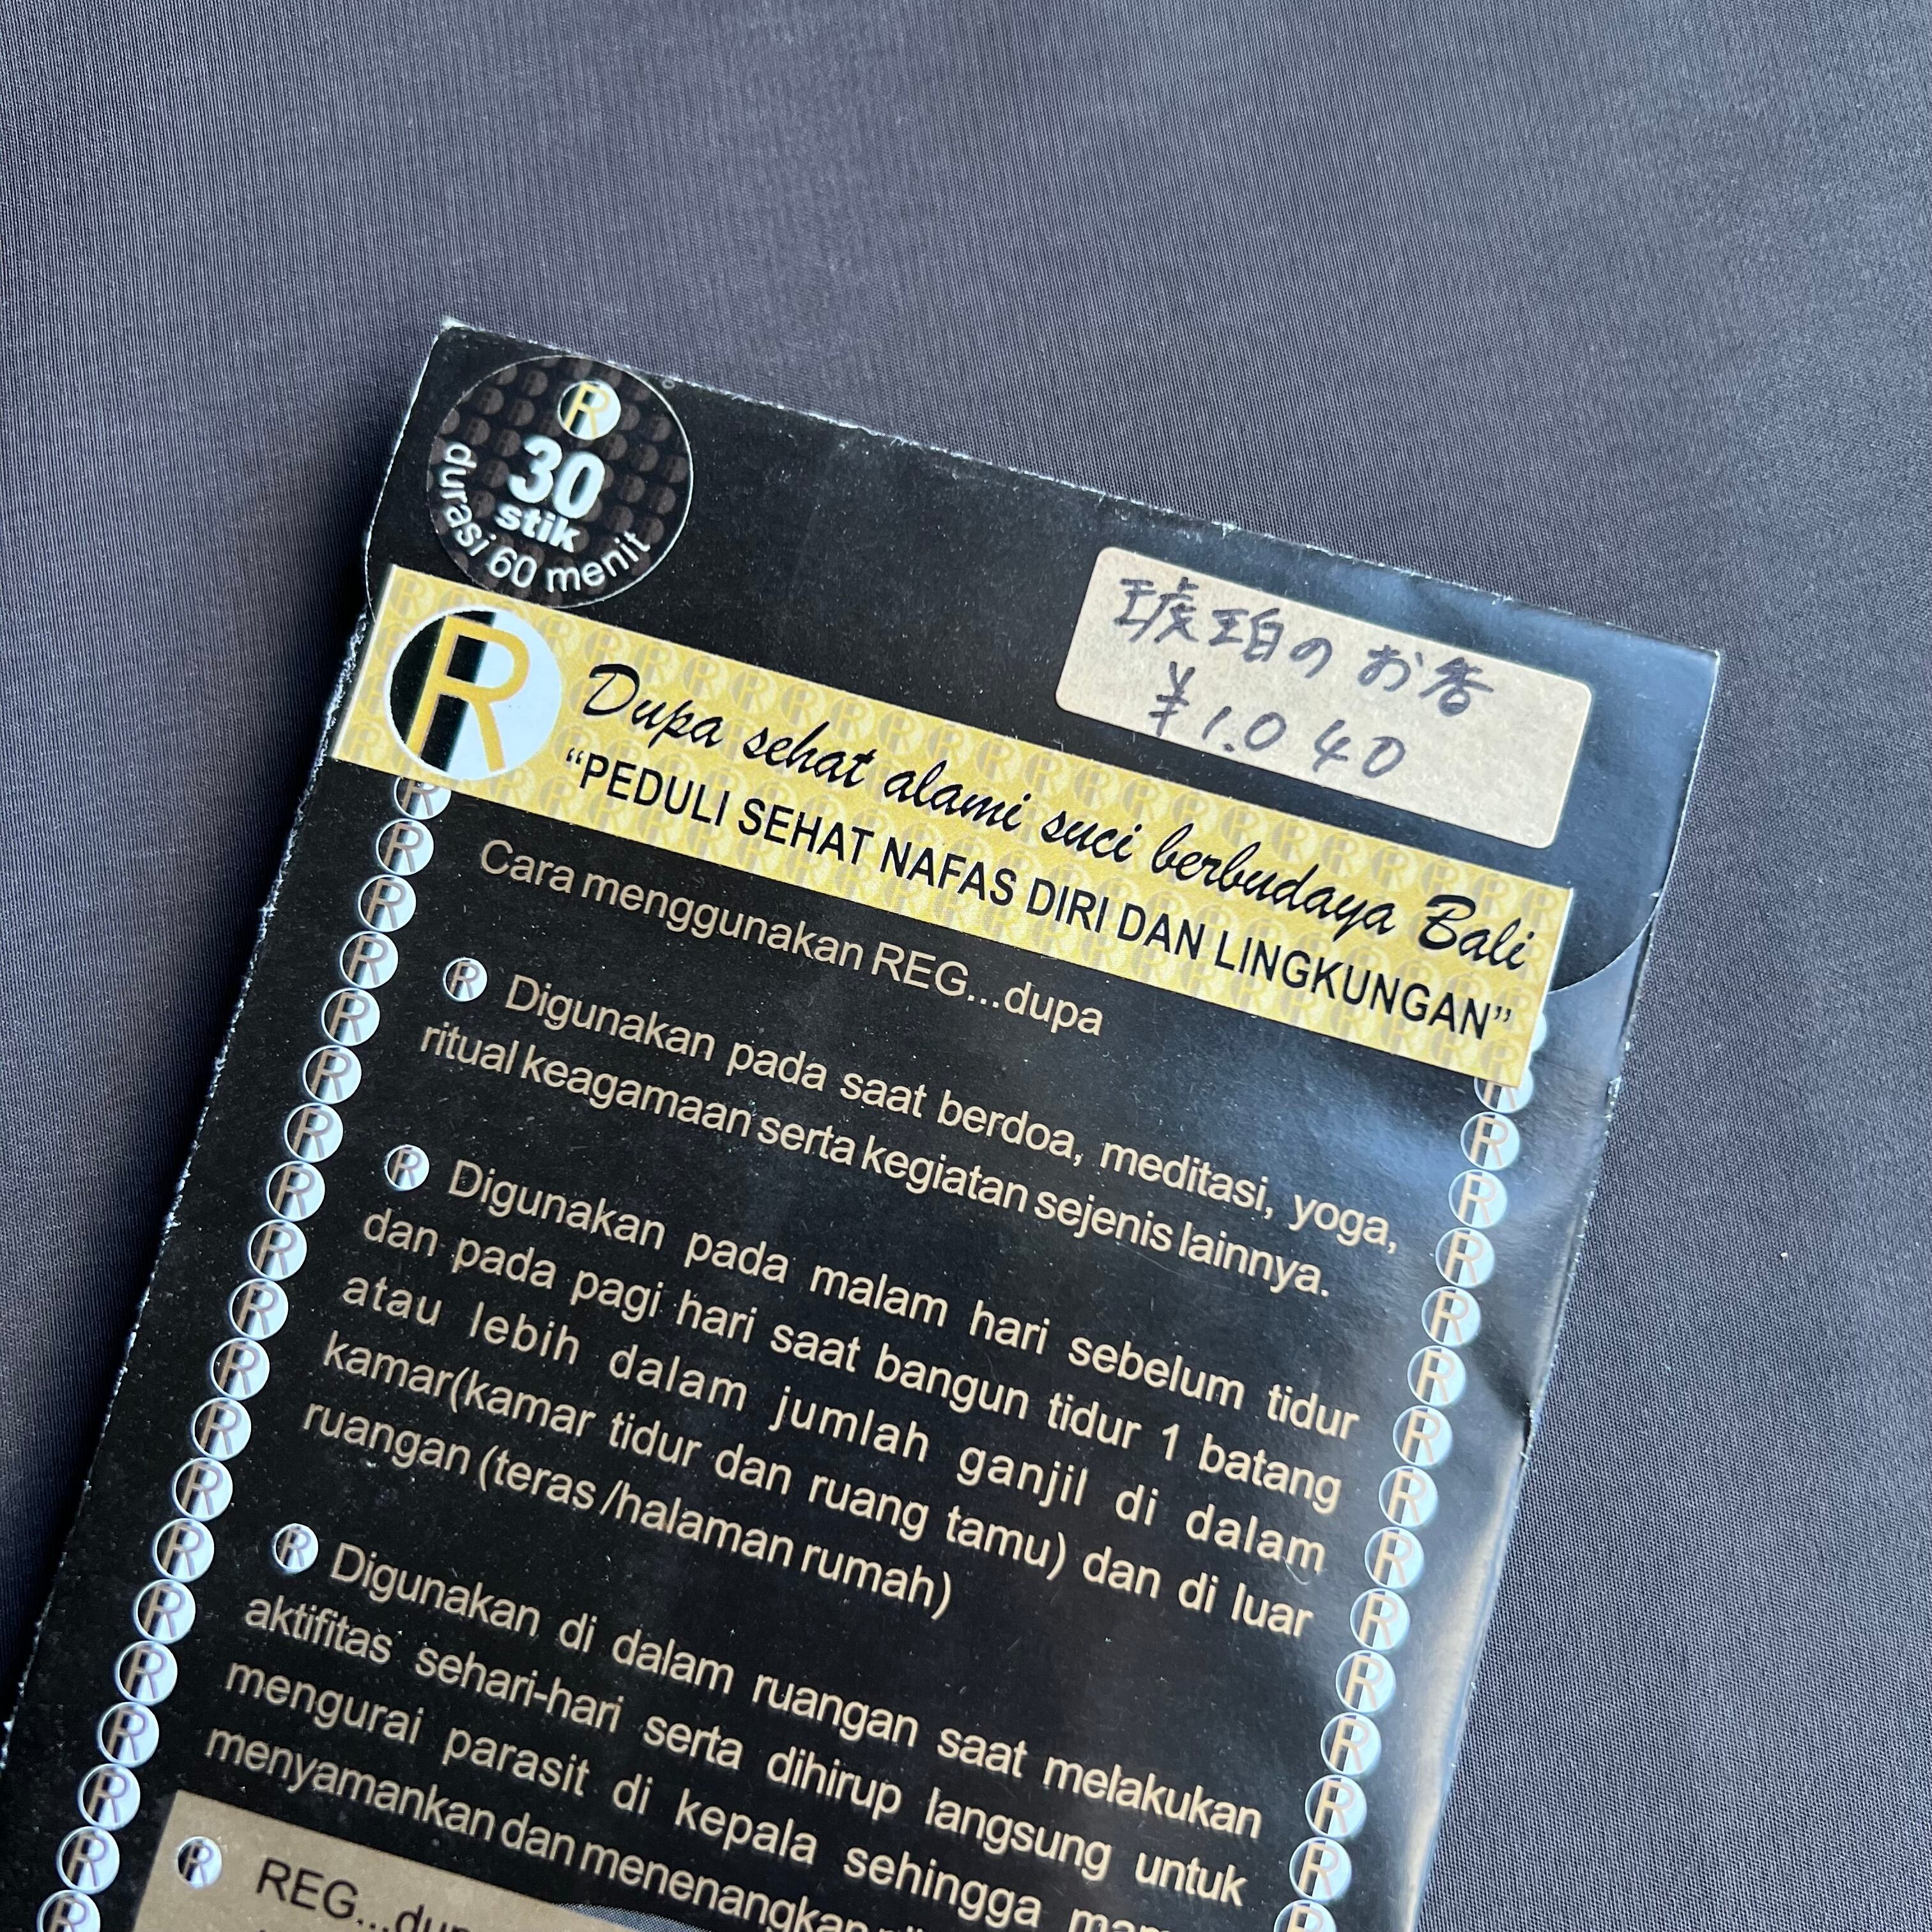 R
30
stik
durasi 60 menit
琥珀のお香
¥1.040
R
Dupa sehat alami suci berbudaya Bali
“PEDULI SEHAT NAFAS DIRI DAN LINGKUNGAN”
Cara menggunakan REG...dupa
Digunakan pada saat berdoa, meditasi, yoga,
ritual keagamaan serta kegiatan sejenis lainnya.
Digunakan pada malam hari sebelum tidur
dan pada pagi hari saat bangun tidur 1 batang
atau lebih dalam jumlah ganjil di dalam
kamar(kamar tidur dan ruang tamu) dan di luar
ruangan (teras /halaman rumah)
Digunakan di dalam ruangan saat melakukan
aktifitas sehari-hari serta dihirup langsung untuk
mengurai parasit di kepala sehingga
menyamankan dan menenangkan
REG...